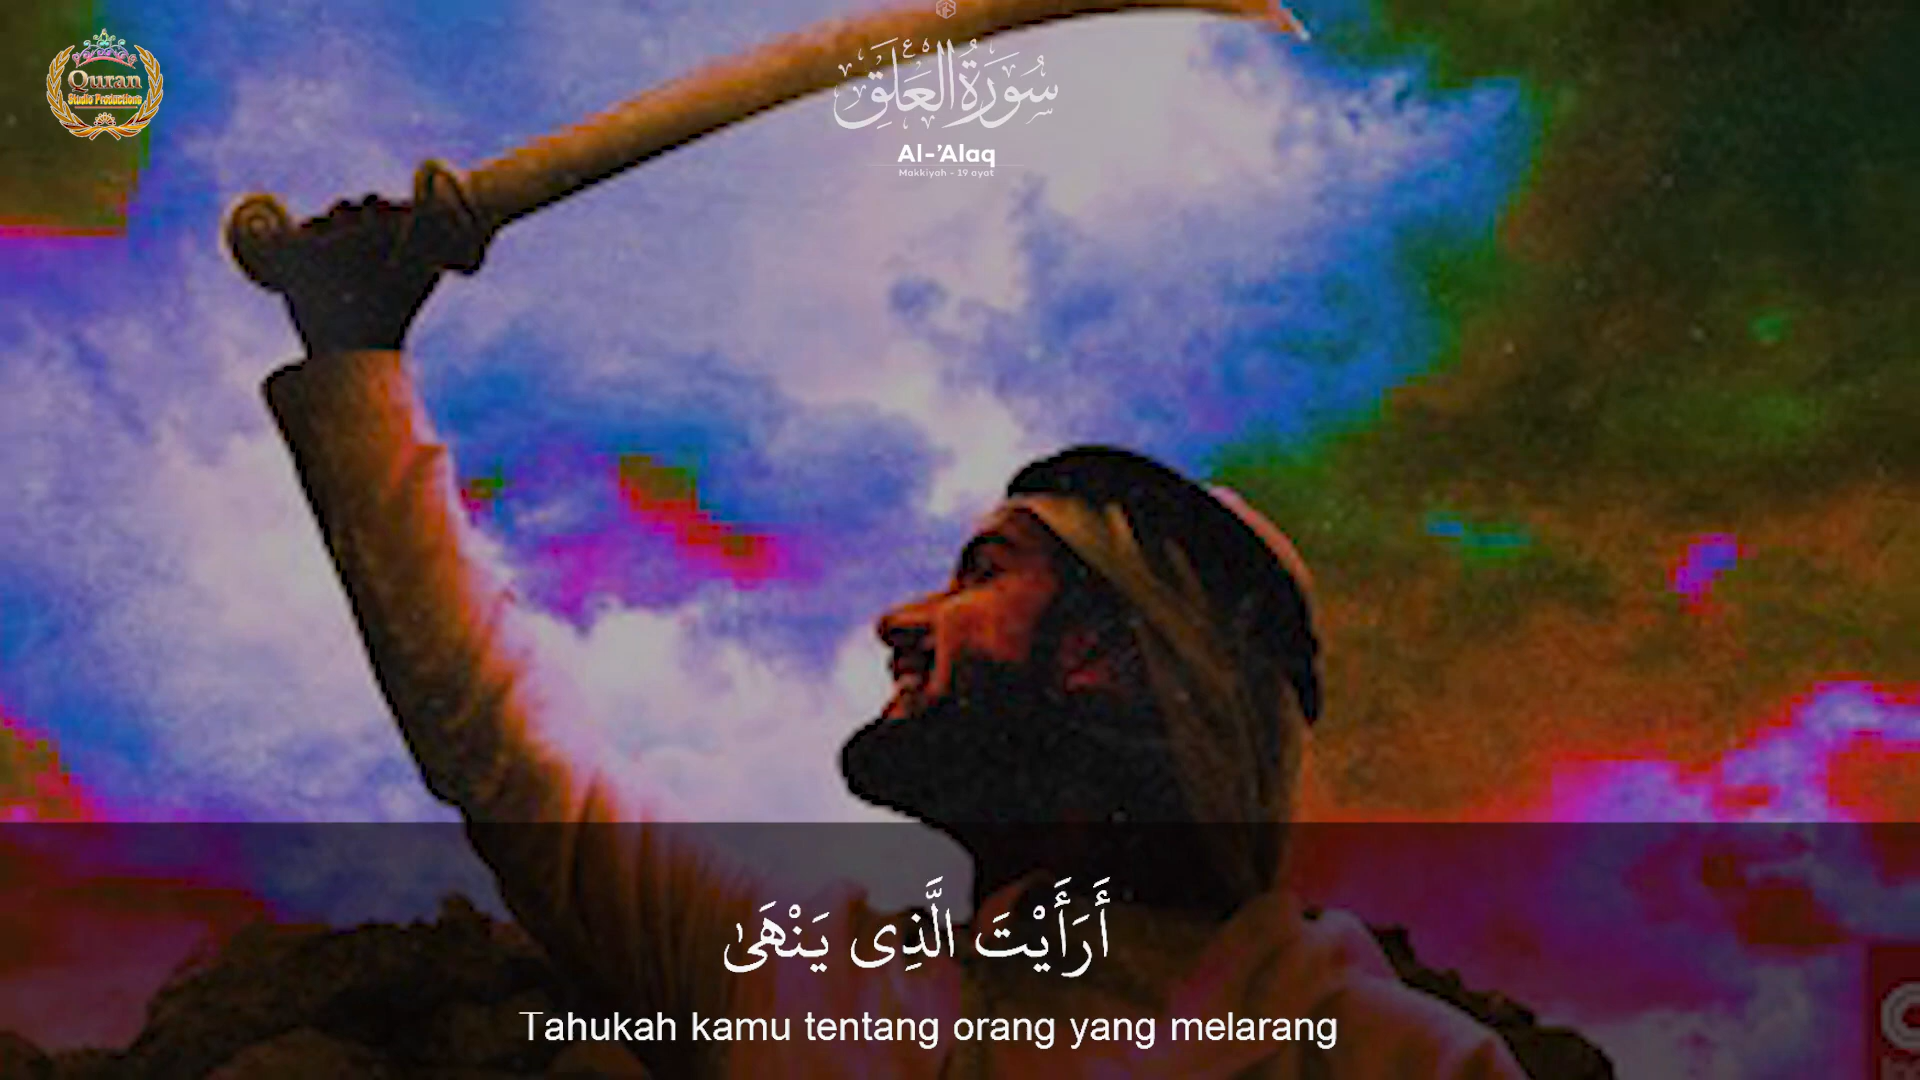 Quran
Studio Productions
سُورَةُ العَلَقِ
Al-'Alaq
Makkiyah - 19 ayat
أَرَأَيْتَ الَّذِى يَنْهَىٰ
Tahukah kamu tentang orang yang melarang